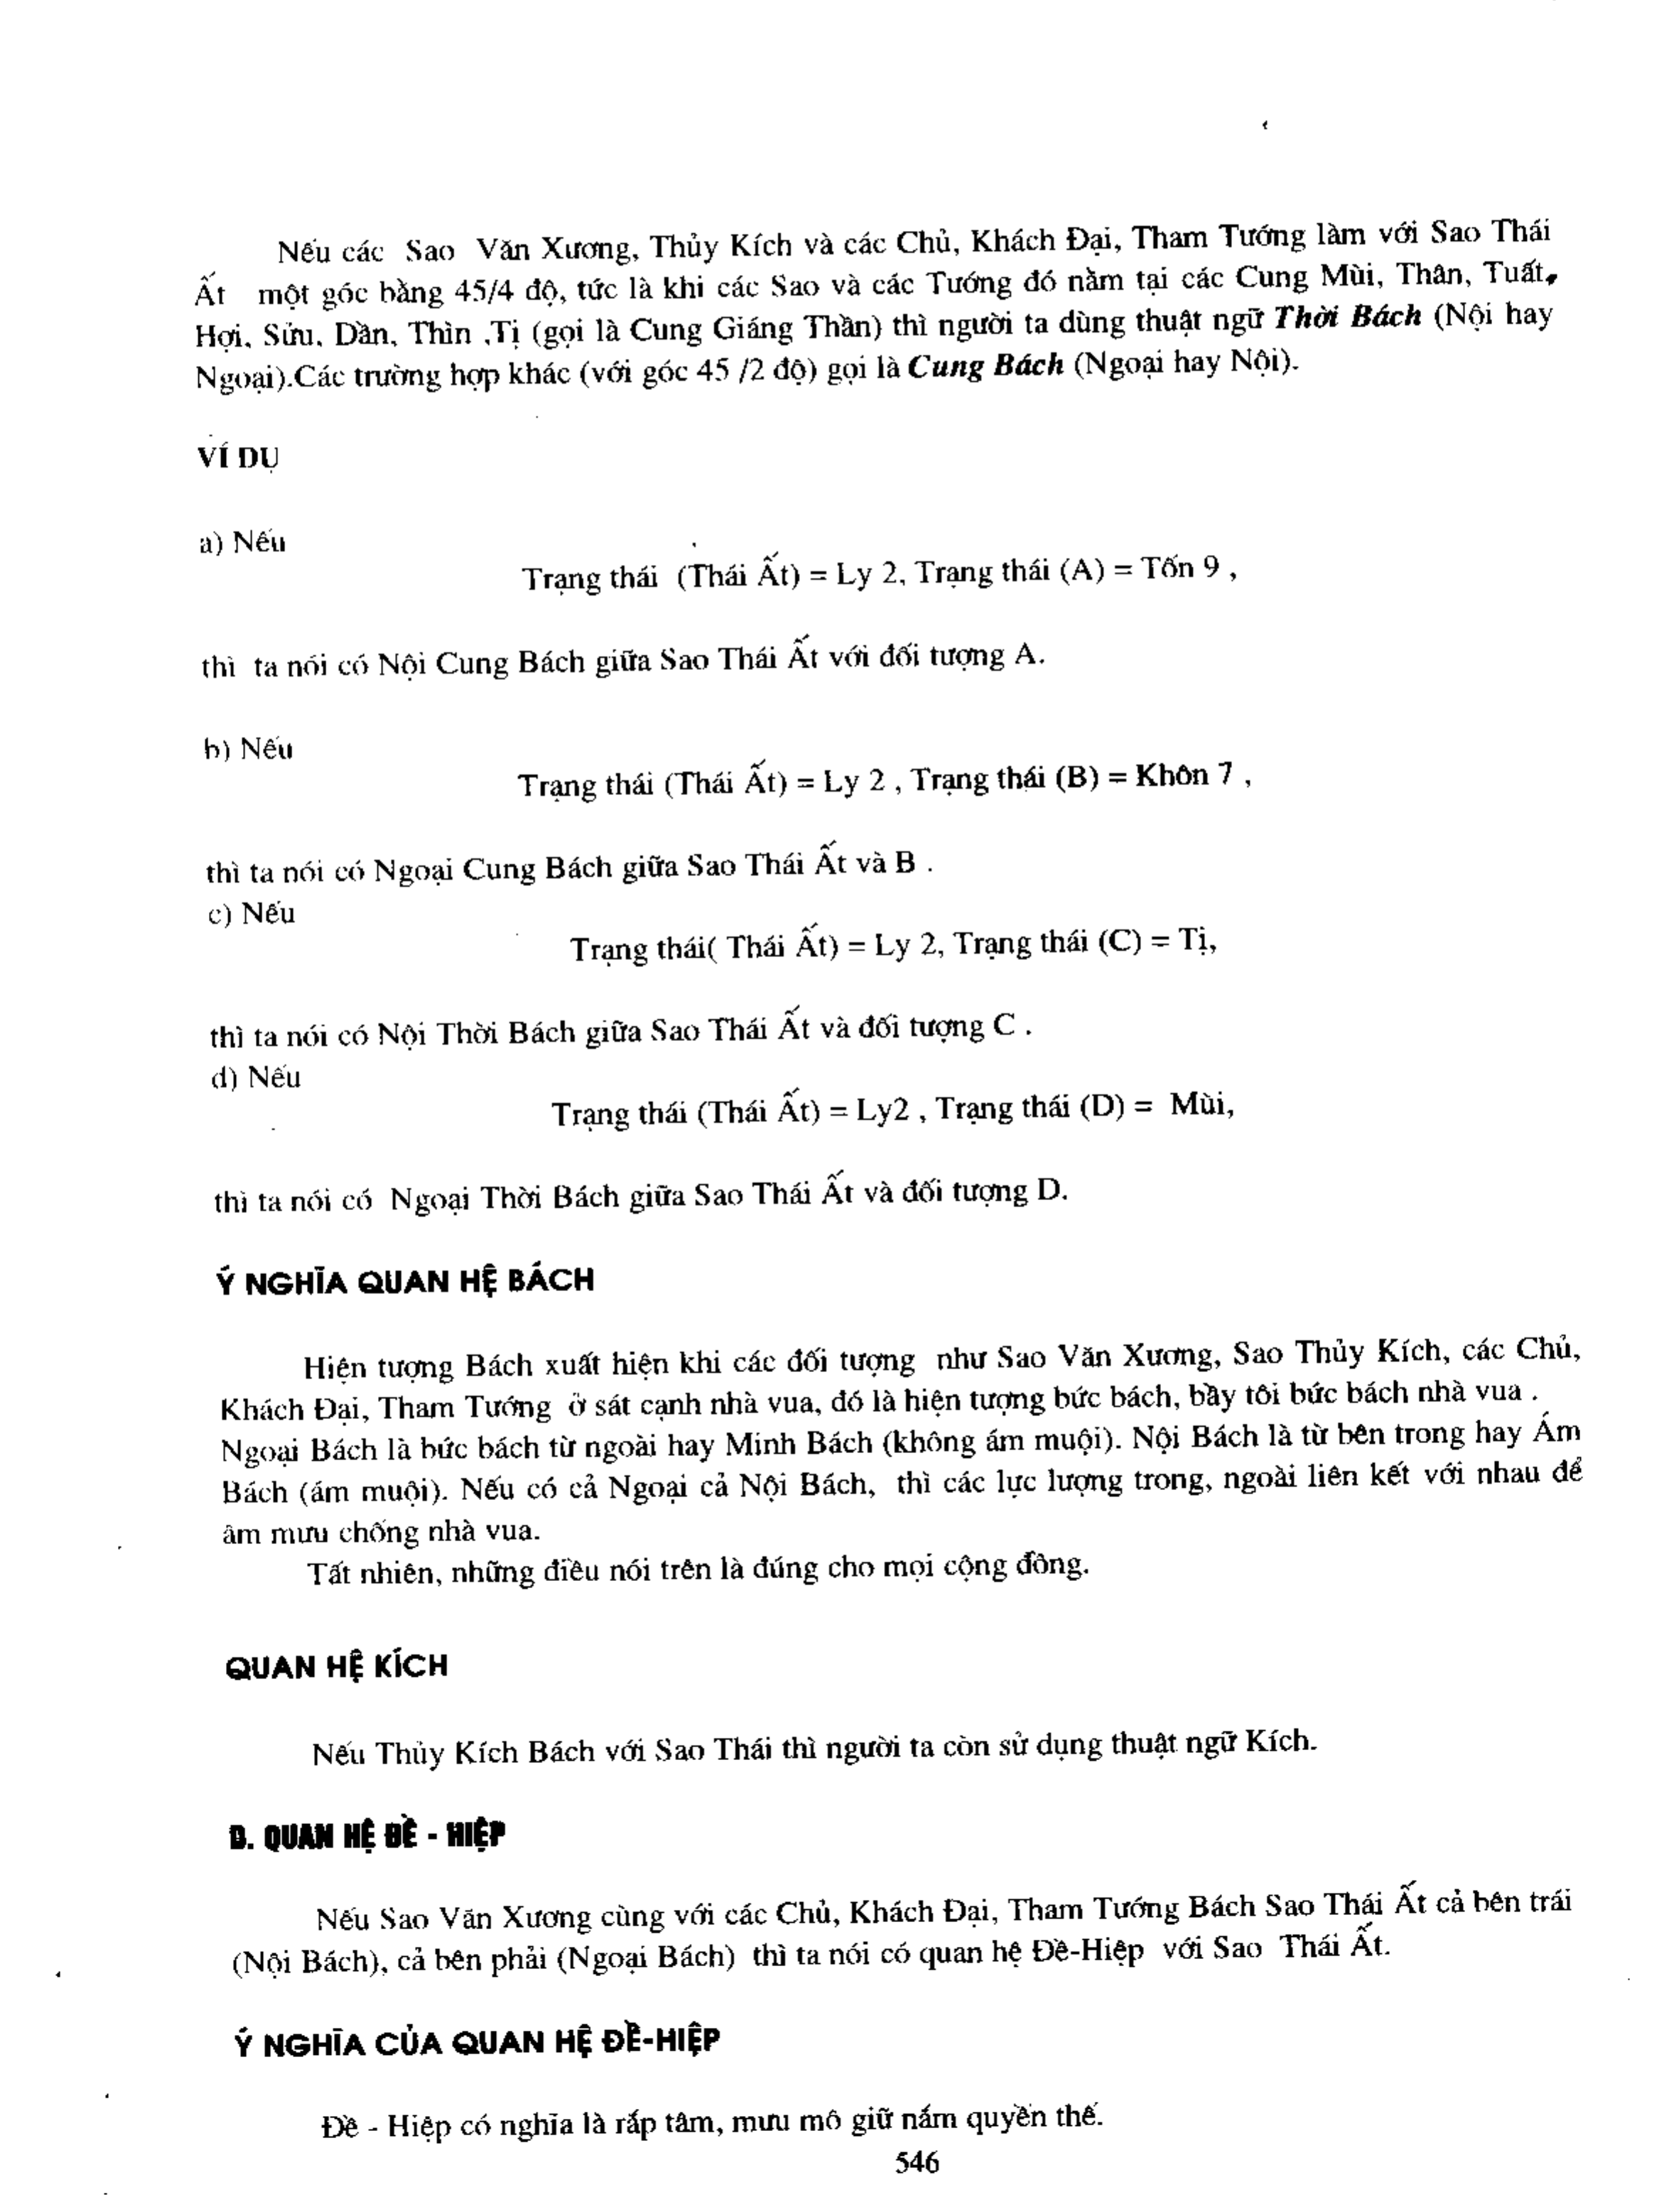 Nếu các Sao Văn Xương, Thủy Kích và các Chủ, Khách Đại, Tham Tướng làm với Sao Thái
Ất một góc bằng 45/4 độ, tức là khi các Sao và các Tướng đó nằm tại các Cung Mùi, Thân, Tuất,
Hợi, Sửu, Dần, Thìn ,Tị (gọi là Cung Giáng Thần) thì người ta dùng thuật ngữ Thời Bách (Nội hay
Ngoại).Các trường hợp khác (với góc 45 /2 độ) gọi là Cung Bách (Ngoại hay Nội).
VÍ DỤ
a) Nếu
Trạng thái (Thái Ất) = Ly 2, Trạng thái (A) = Tốn 9 ,
thì ta nói có Nội Cung Bách giữa Sao Thái Ất với đối tượng A.
b) Nếu
Trạng thái (Thái Ất) = Ly 2 , Trạng thái (B) = Khôn 7 ,
thì ta nói có Ngoại Cung Bách giữa Sao Thái Ất và B .
c) Nếu
Trạng thái( Thái Ất) = Ly 2, Trạng thái (C) = Tị,
thì ta nói có Nội Thời Bách giữa Sao Thái Ất và đối tượng C .
d) Nếu
Trạng thái (Thái Ất) = Ly2 , Trạng thái (D) = Mùi,
thì ta nói có Ngoại Thời Bách giữa Sao Thái Ất và đối tượng D.
Ý NGHĨA QUAN HỆ BÁCH
Hiện tượng Bách xuất hiện khi các đối tượng như Sao Văn Xương, Sao Thủy Kích, các Chủ,
Khách Đại, Tham Tướng ở sát cạnh nhà vua, đó là hiện tượng bức bách, bầy tôi bức bách nhà vua .
Ngoại Bách là bức bách từ ngoài hay Minh Bách (không ám muội). Nội Bách là từ bên trong hay Ám
Bách (ám muội). Nếu có cả Ngoại cả Nội Bách, thì các lực lượng trong, ngoài liên kết với nhau để
âm mưu chống nhà vua.
Tất nhiên, những điều nói trên là đúng cho mọi cộng đồng.
QUAN HỆ KÍCH
Nếu Thủy Kích Bách với Sao Thái thì người ta còn sử dụng thuật ngữ Kích.
D. QUAN HỆ ĐỀ - HIỆP
Nếu Sao Văn Xương cùng với các Chủ, Khách Đại, Tham Tướng Bách Sao Thái Ất cả bên trái
(Nội Bách), cả bên phải (Ngoại Bách) thì ta nói có quan hệ Đề-Hiệp với Sao Thái Ất.
Ý NGHĨA CỦA QUAN HỆ ĐỀ-HIỆP
Đề - Hiệp có nghĩa là rắp tâm, mưu mô giữ nắm quyền thế.
546